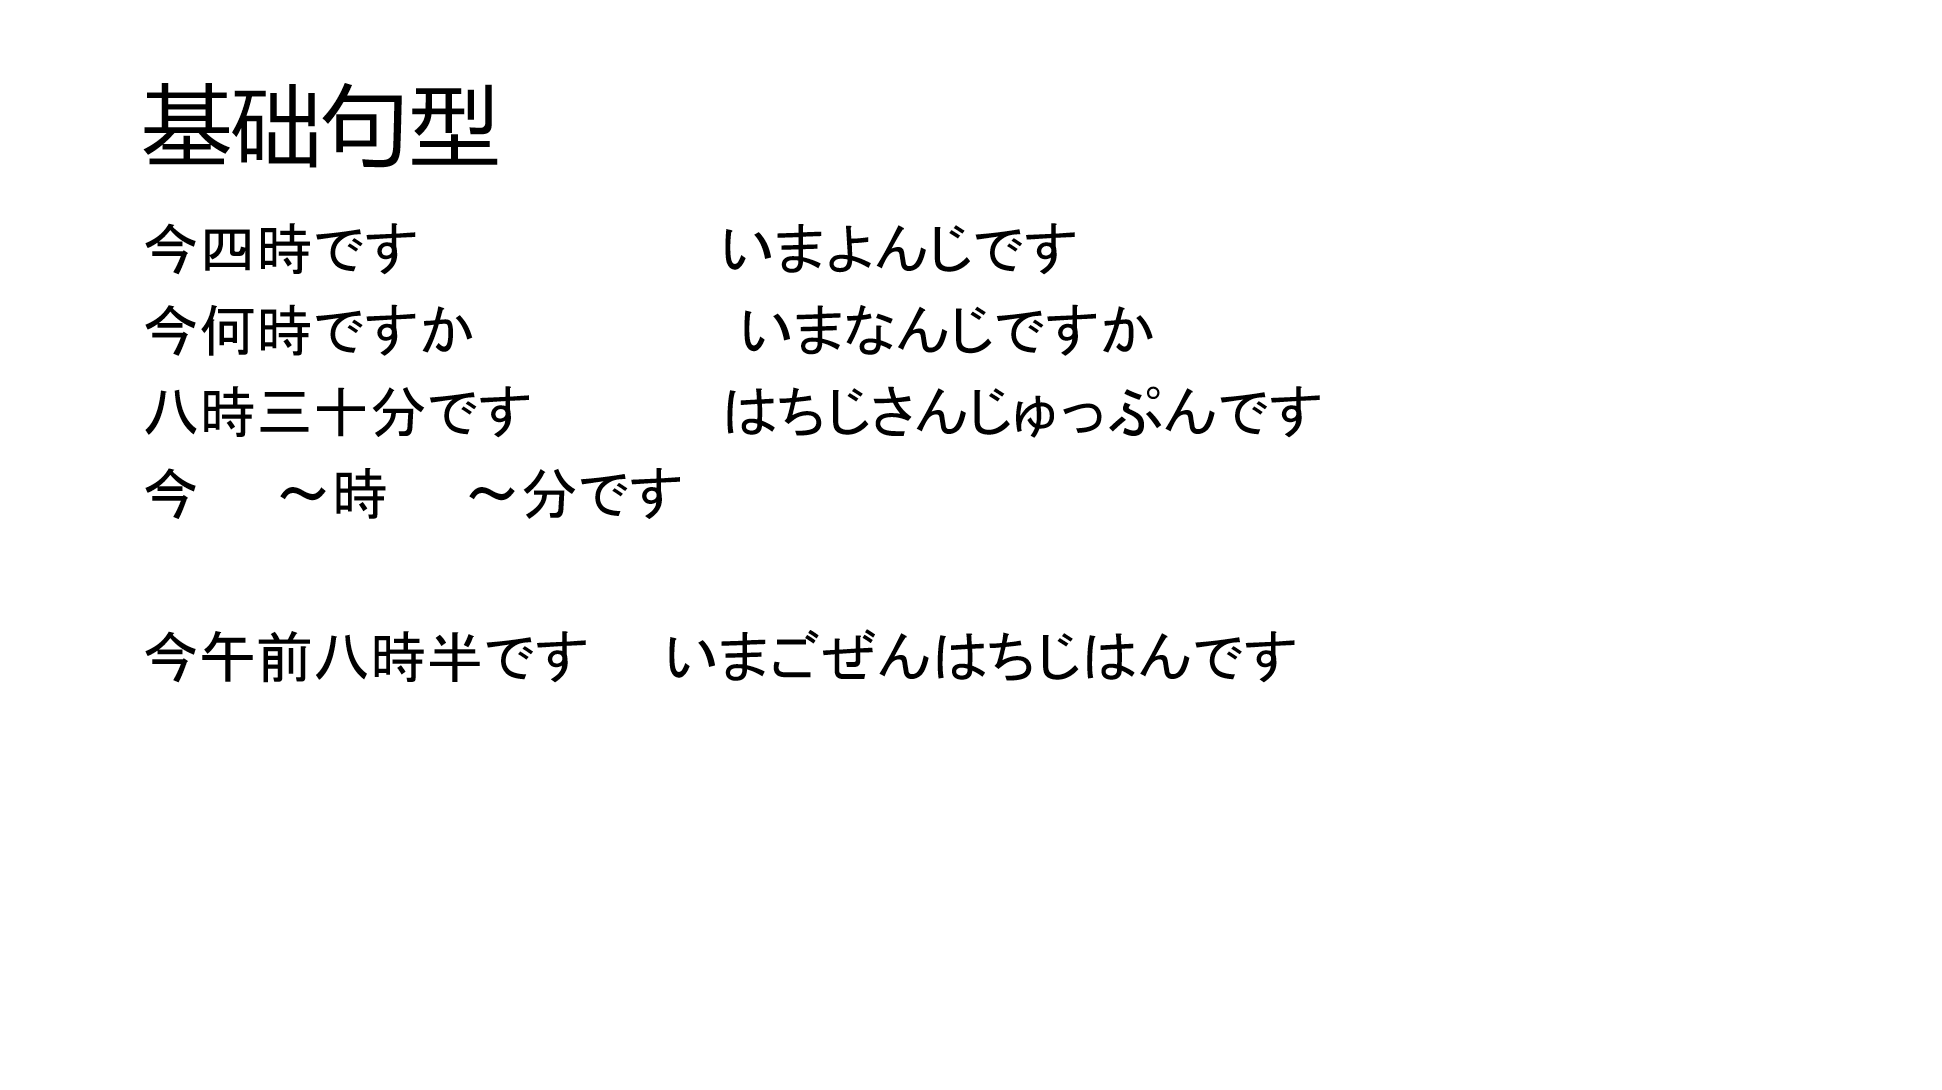 基础句型
今四時です　　　　　いまよんじです
今何時ですか　　　　　いまなんじですか
八時三十分です　　　　はちじさんじゅっぷんです
今　～時　～分です
今午前八時半です　いまごぜんはちじはんです